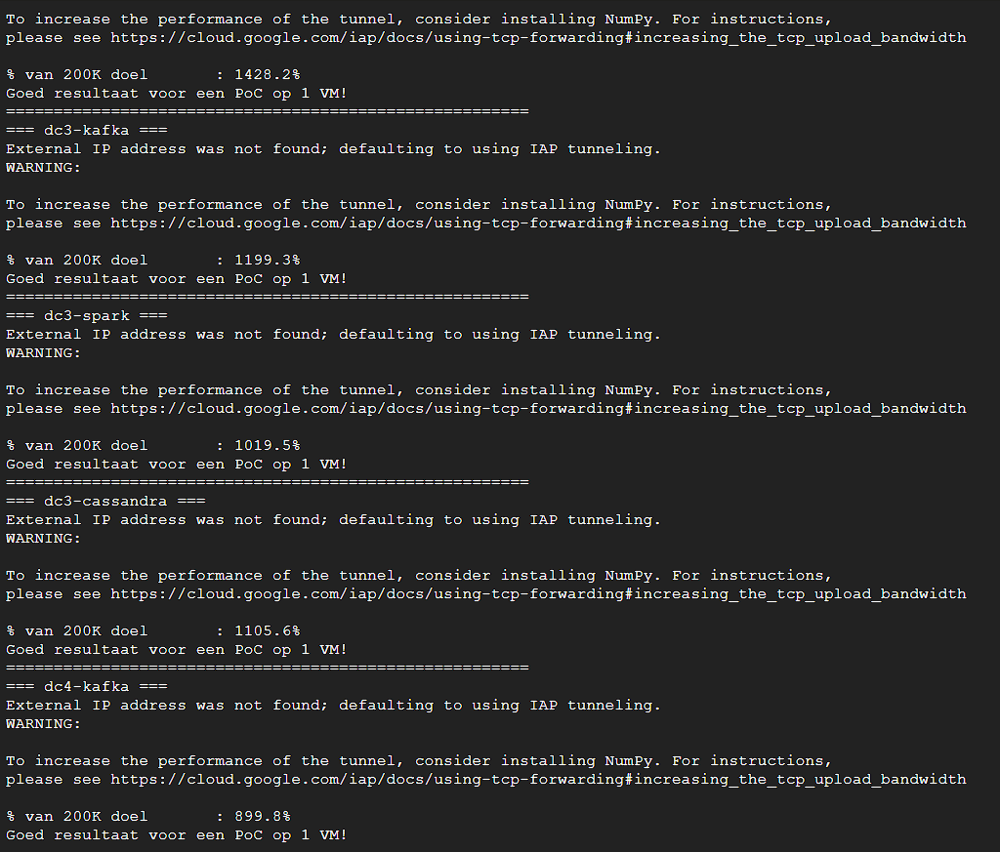 To increase the performance of the tunnel, consider installing NumPy. For instructions,
please see https://cloud.google.com/iap/docs/using-tcp-forwarding#increasing_the_tcp_upload_bandwidth
% van 200K doel       : 1428.2%
Goed resultaat voor een PoC op 1 VM!
=======================================================
=== dc3-kafka ===
External IP address was not found; defaulting to using IAP tunneling.
WARNING:
To increase the performance of the tunnel, consider installing NumPy. For instructions,
please see https://cloud.google.com/iap/docs/using-tcp-forwarding#increasing_the_tcp_upload_bandwidth
% van 200K doel       : 1199.3%
Goed resultaat voor een PoC op 1 VM!
=======================================================
=== dc3-spark ===
External IP address was not found; defaulting to using IAP tunneling.
WARNING:
To increase the performance of the tunnel, consider installing NumPy. For instructions,
please see https://cloud.google.com/iap/docs/using-tcp-forwarding#increasing_the_tcp_upload_bandwidth
% van 200K doel       : 1019.5%
Goed resultaat voor een PoC op 1 VM!
=======================================================
=== dc3-cassandra ===
External IP address was not found; defaulting to using IAP tunneling.
WARNING:
To increase the performance of the tunnel, consider installing NumPy. For instructions,
please see https://cloud.google.com/iap/docs/using-tcp-forwarding#increasing_the_tcp_upload_bandwidth
% van 200K doel       : 1105.6%
Goed resultaat voor een PoC op 1 VM!
=======================================================
=== dc4-kafka ===
External IP address was not found; defaulting to using IAP tunneling.
WARNING:
To increase the performance of the tunnel, consider installing NumPy. For instructions,
please see https://cloud.google.com/iap/docs/using-tcp-forwarding#increasing_the_tcp_upload_bandwidth
% van 200K doel       : 899.8%
Goed resultaat voor een PoC op 1 VM!